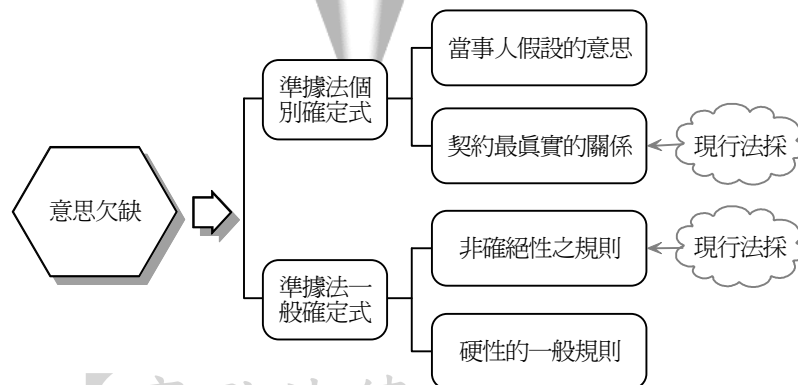 當事人假設的意思
準據法個
別確定式
契約最真實的關係
現行法採
意思欠缺
非確絕性之規則
現行法採
準據法一
般確定式
硬性的一般規則